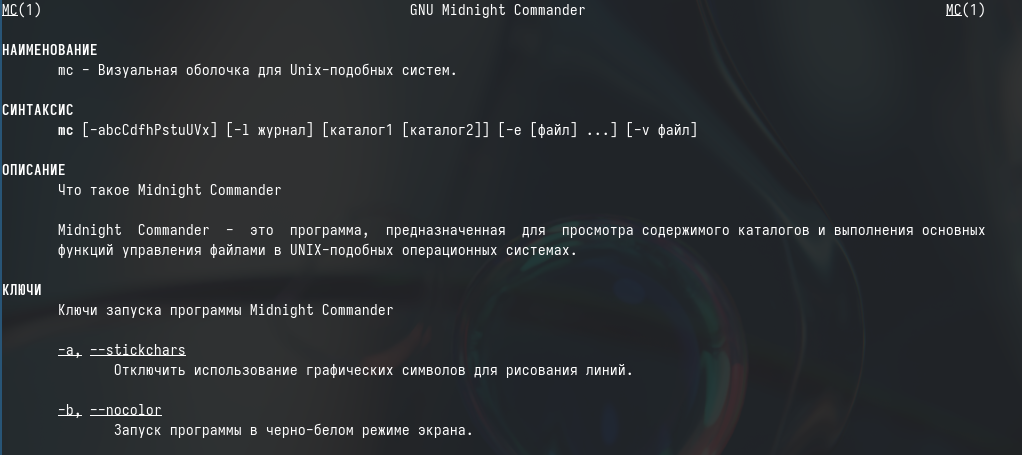 MC(1) GNU Midnight Commander MC(1)
НАИМЕНОВАНИЕ
mc - Визуальная оболочка для Unix-подобных систем.
СИНТАКСИС
mc [-abcCdfhPstuUVx] [-l журнал] [каталог1 [каталог2]] [-e [файл] ...] [-v файл]
ОПИСАНИЕ
Что такое Midnight Commander
Midnight Commander - это программа, предназначенная для просмотра содержимого каталогов и выполнения основных
функций управления файлами в UNIX-подобных операционных системах.
КЛЮЧИ
Ключи запуска программы Midnight Commander
-a, --stickchars
Отключить использование графических символов для рисования линий.
-b, --nocolor
Запуск программы в черно-белом режиме экрана.